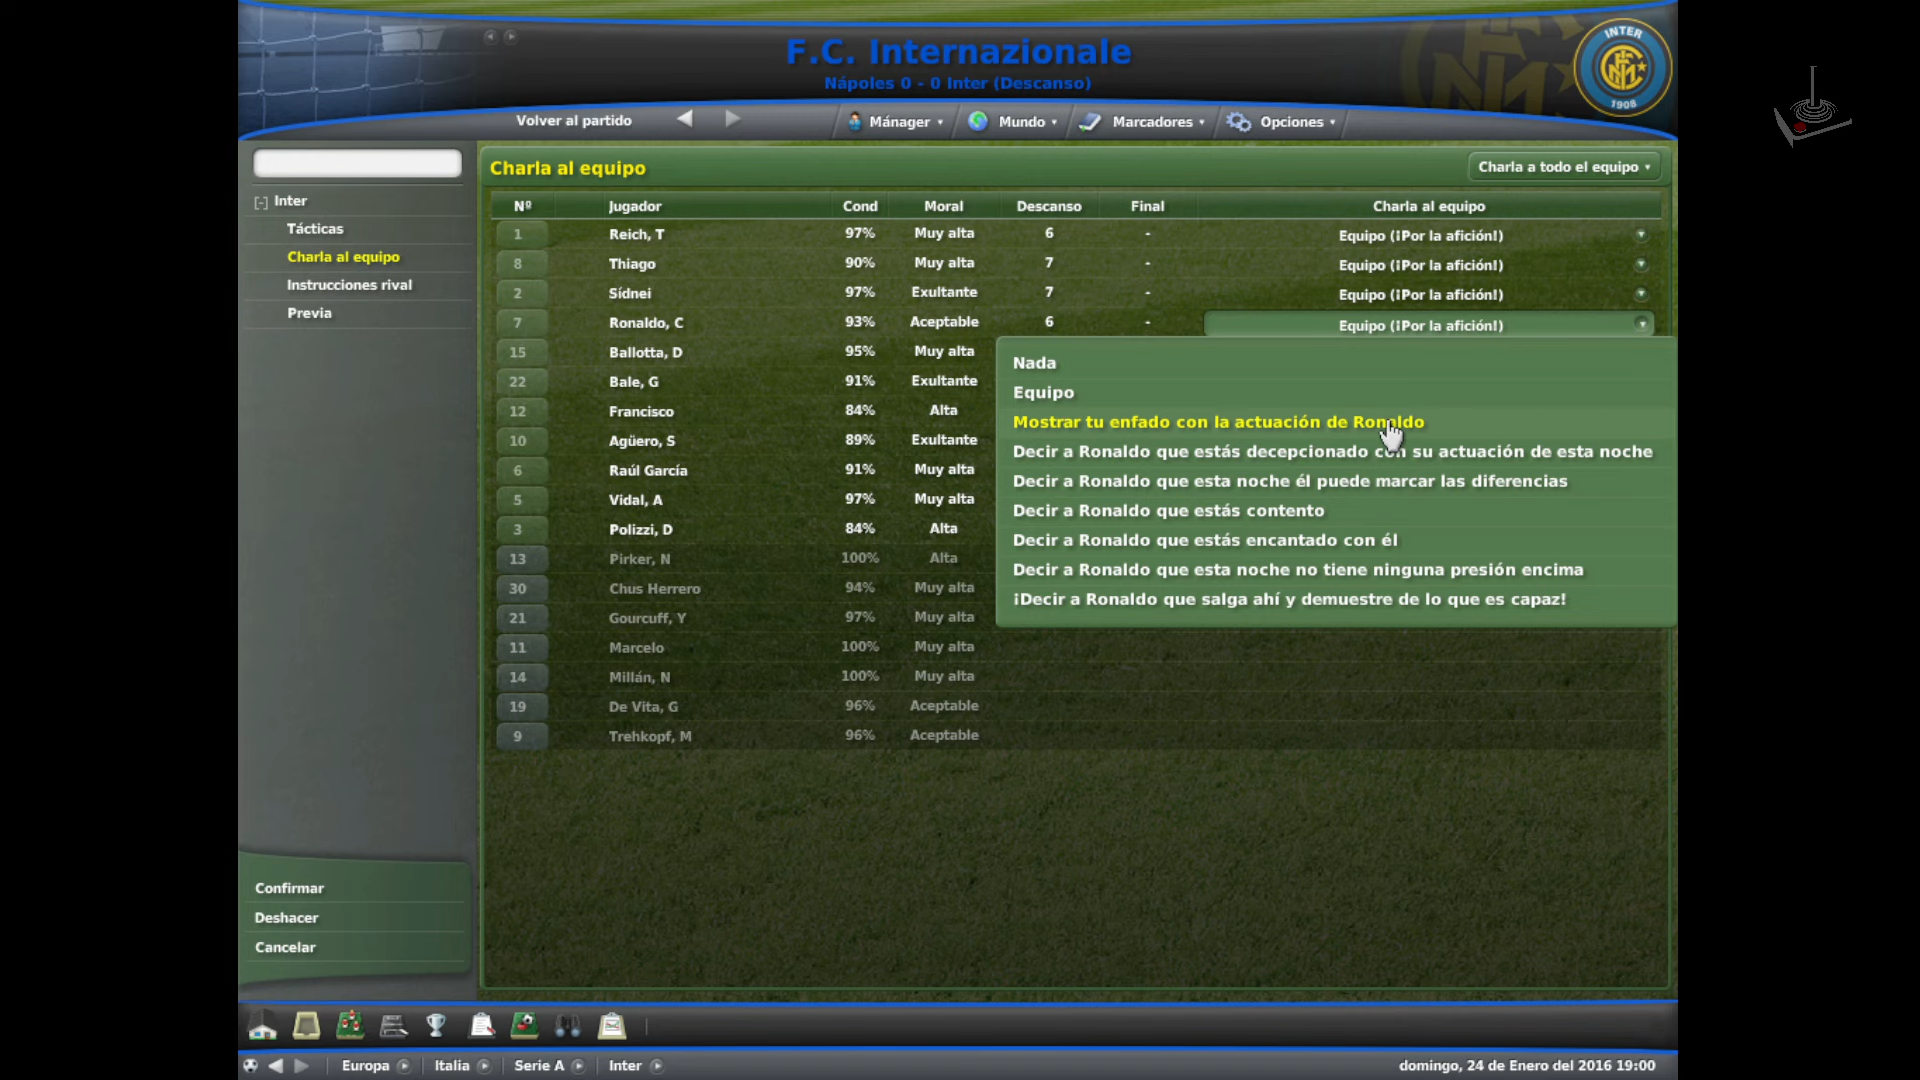 F.C. Internazionale
Nápoles 0 - 0 Inter (Descanso)
INTER
1908
Volver al partido
Mánager
Mundo
Marcadores
Opciones
Charla al equipo
Charla a todo el equipo
[-] Inter
Tácticas
Charla al equipo
Instrucciones rival
Previa
Nº Jugador Cond Moral Descanso Final Charla al equipo
1 Reich, T 97% Muy alta 6 - Equipo (¡Por la afición!)
8 Thiago 90% Muy alta 7 - Equipo (¡Por la afición!)
2 Sídnei 97% Exultante 7 - Equipo (¡Por la afición!)
7 Ronaldo, C 93% Aceptable 6 - Equipo (¡Por la afición!)
15 Ballotta, D 95% Muy alta
22 Bale, G 91% Exultante
12 Francisco 84% Alta
10 Agüero, S 89% Exultante
6 Raúl García 91% Muy alta
5 Vidal, A 97% Muy alta
3 Polizzi, D 84% Alta
13 Pirker, N 100% Alta
30 Chus Herrero 94% Muy alta
21 Gourcuff, Y 97% Muy alta
11 Marcelo 100% Muy alta
14 Millán, N 100% Muy alta
19 De Vita, G 96% Aceptable
9 Trehkopf, M 96% Aceptable
Nada
Equipo
Mostrar tu enfado con la actuación de Ronaldo
Decir a Ronaldo que estás decepcionado con su actuación de esta noche
Decir a Ronaldo que esta noche él puede marcar las diferencias
Decir a Ronaldo que estás contento
Decir a Ronaldo que estás encantado con él
Decir a Ronaldo que esta noche no tiene ninguna presión encima
¡Decir a Ronaldo que salga ahí y demuestre de lo que es capaz!
Confirmar
Deshacer
Cancelar
Europa
Italia
Serie A
Inter
domingo, 24 de Enero del 2016 19:00